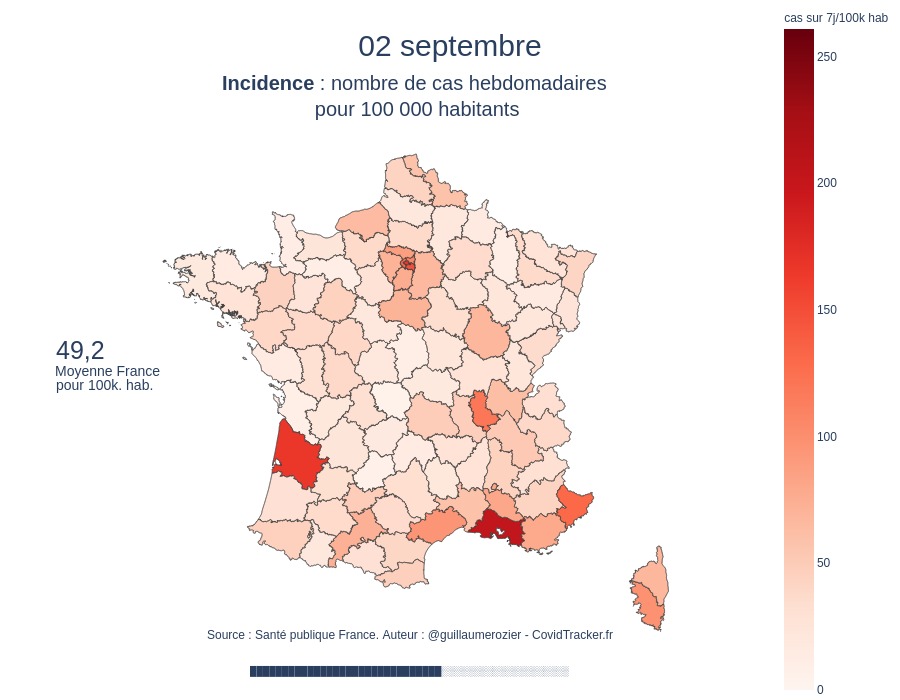 cas sur 7j/100k hab
02 septembre
Incidence : nombre de cas hebdomadaires
pour 100 000 habitants
250
200
150
100
50
0
49,2
Moyenne France
pour 100k. hab.
Source : Santé publique France. Auteur : @guillaumerozier - CovidTracker.fr